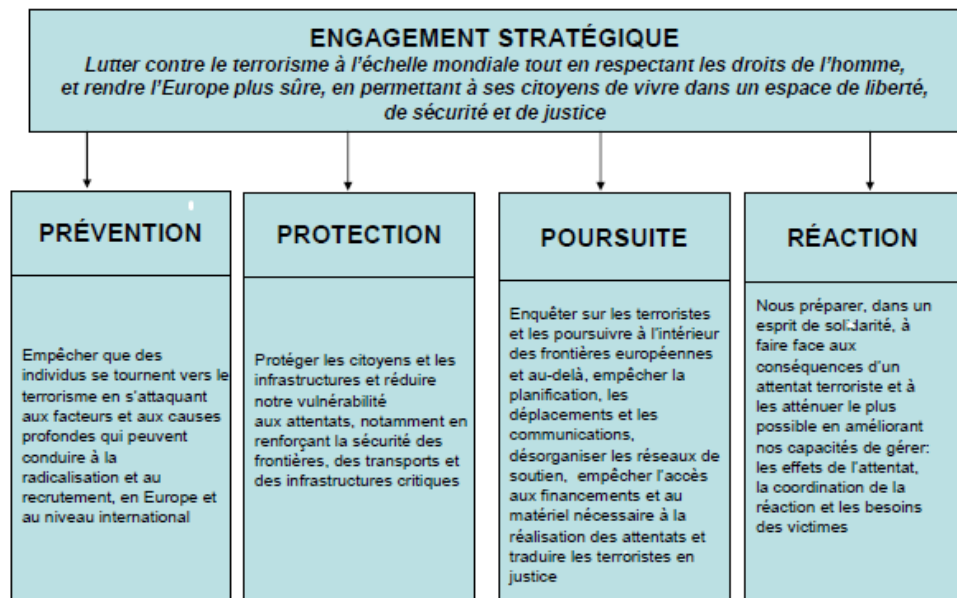 ENGAGEMENT STRATÉGIQUE
Lutter contre le terrorisme à l'échelle mondiale tout en respectant les droits de l'homme,
et rendre l'Europe plus sûre, en permettant à ses citoyens de vivre dans un espace de liberté,
de sécurité et de justice
PRÉVENTION
Empêcher que des
individus se tournent vers le
terrorisme en s'attaquant
aux facteurs et aux causes
profondes qui peuvent
conduire à la
radicalisation et au
recrutement, en Europe et
au niveau international
PROTECTION
Protéger les citoyens et les
infrastructures et réduire
notre vulnérabilité
aux attentats, notamment en
renforçant la sécurité des
frontières, des transports et
des infrastructures critiques
POURSUITE
Enquêter sur les terroristes
et les poursuivre à l'intérieur
des frontières européennes
et au-delà, empêcher la
planification, les
déplacements et les
communications,
désorganiser les réseaux de
soutien, empêcher l'accès
aux financements et au
matériel nécessaire à la
réalisation des attentats et
traduire les terroristes en
justice
RÉACTION
Nous préparer, dans un
esprit de solidarité, à
faire face aux
conséquences d'un
attentat terroriste et à
les atténuer le plus
possible en améliorant
nos capacités de gérer:
les effets de l'attentat,
la coordination de la
réaction et les besoins
des victimes